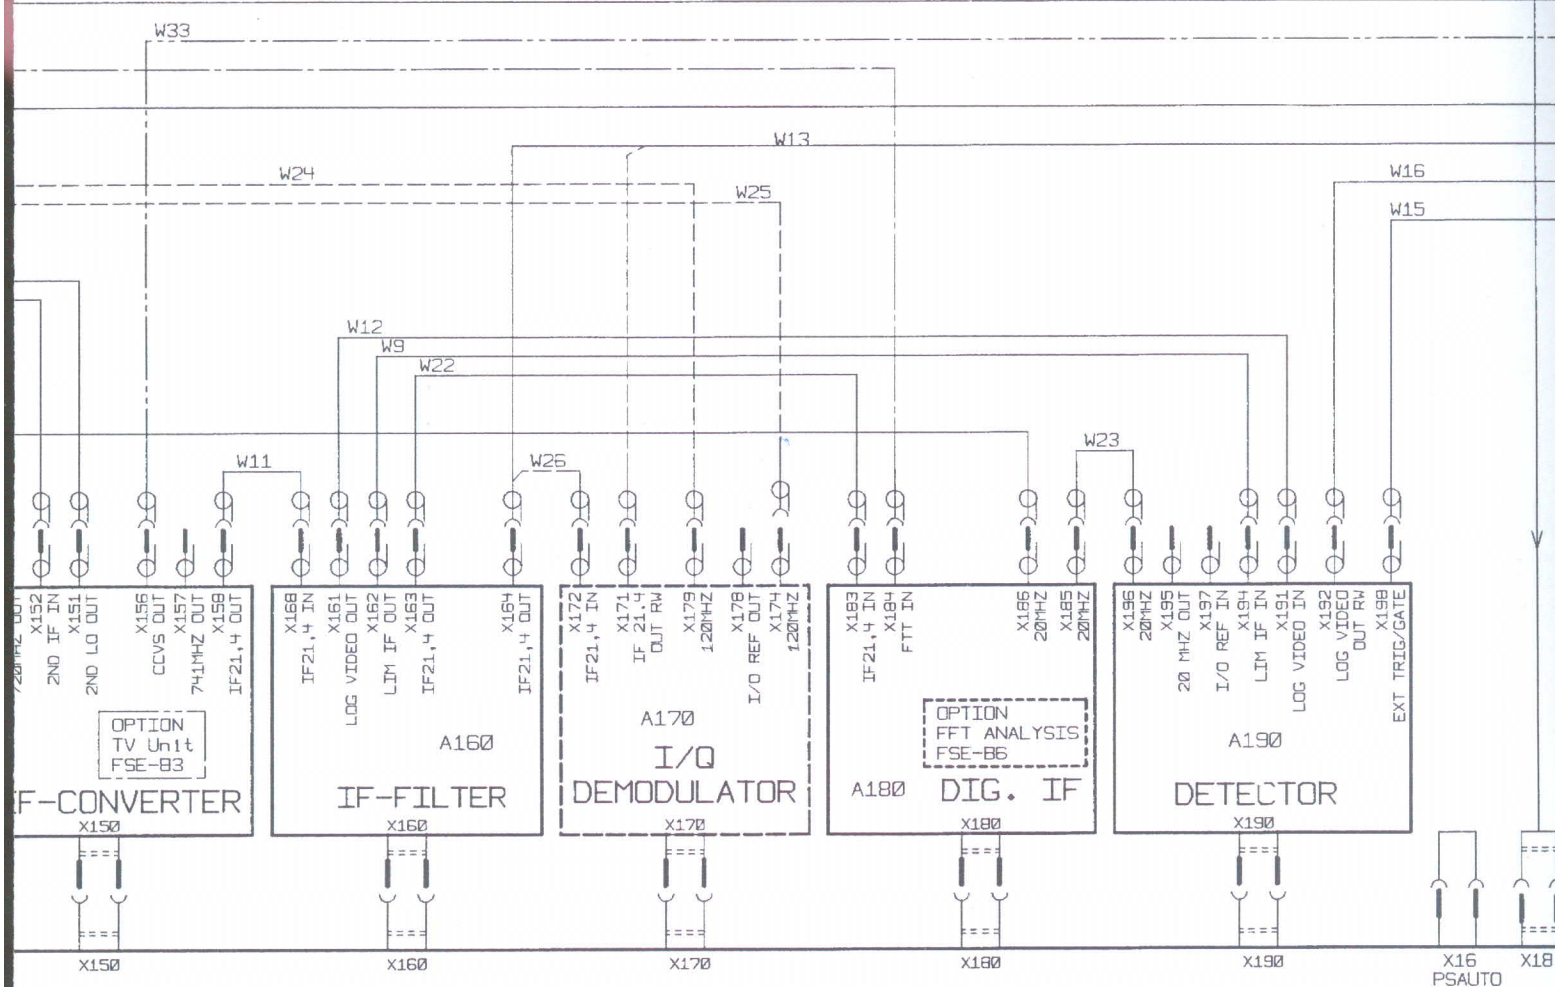 W33
W13
W24
W25
W16
W15
W12
W9
W22
W11
W26
W23
X152
2ND IF IN
X151
2ND LO OUT
X156
CCVS OUT
X157
741MHZ OUT
X158
IF21,4 OUT
X168
IF21,4 IN
X161
LOG VIDEO OUT
X162
LIM IF OUT
X163
IF21,4 OUT
X164
IF21,4 OUT
X172
IF21,4 IN
X171
IF 21.4
OUT RW
X179
120MHZ
X178
I/O REF OUT
X174
120MHZ
X183
IF21,4 IN
X184
FTT IN
X186
20MHZ
X185
20MHZ
X196
20MHZ
X195
20 MHZ OUT
X197
I/O REF IN
X194
LIM IF IN
X191
LOG VIDEO IN
X192
LOG VIDEO
OUT RW
X198
EXT TRIG/GATE
OPTION
TV Unit
FSE-B3
F-CONVERTER
X150
A160
IF-FILTER
X160
A170
I/Q
DEMODULATOR
X170
OPTION
FFT ANALYSIS
FSE-B6
A180 DIG. IF
X180
A190
DETECTOR
X190
X150
X160
X170
X180
X190
X16
PSAUTO
X18